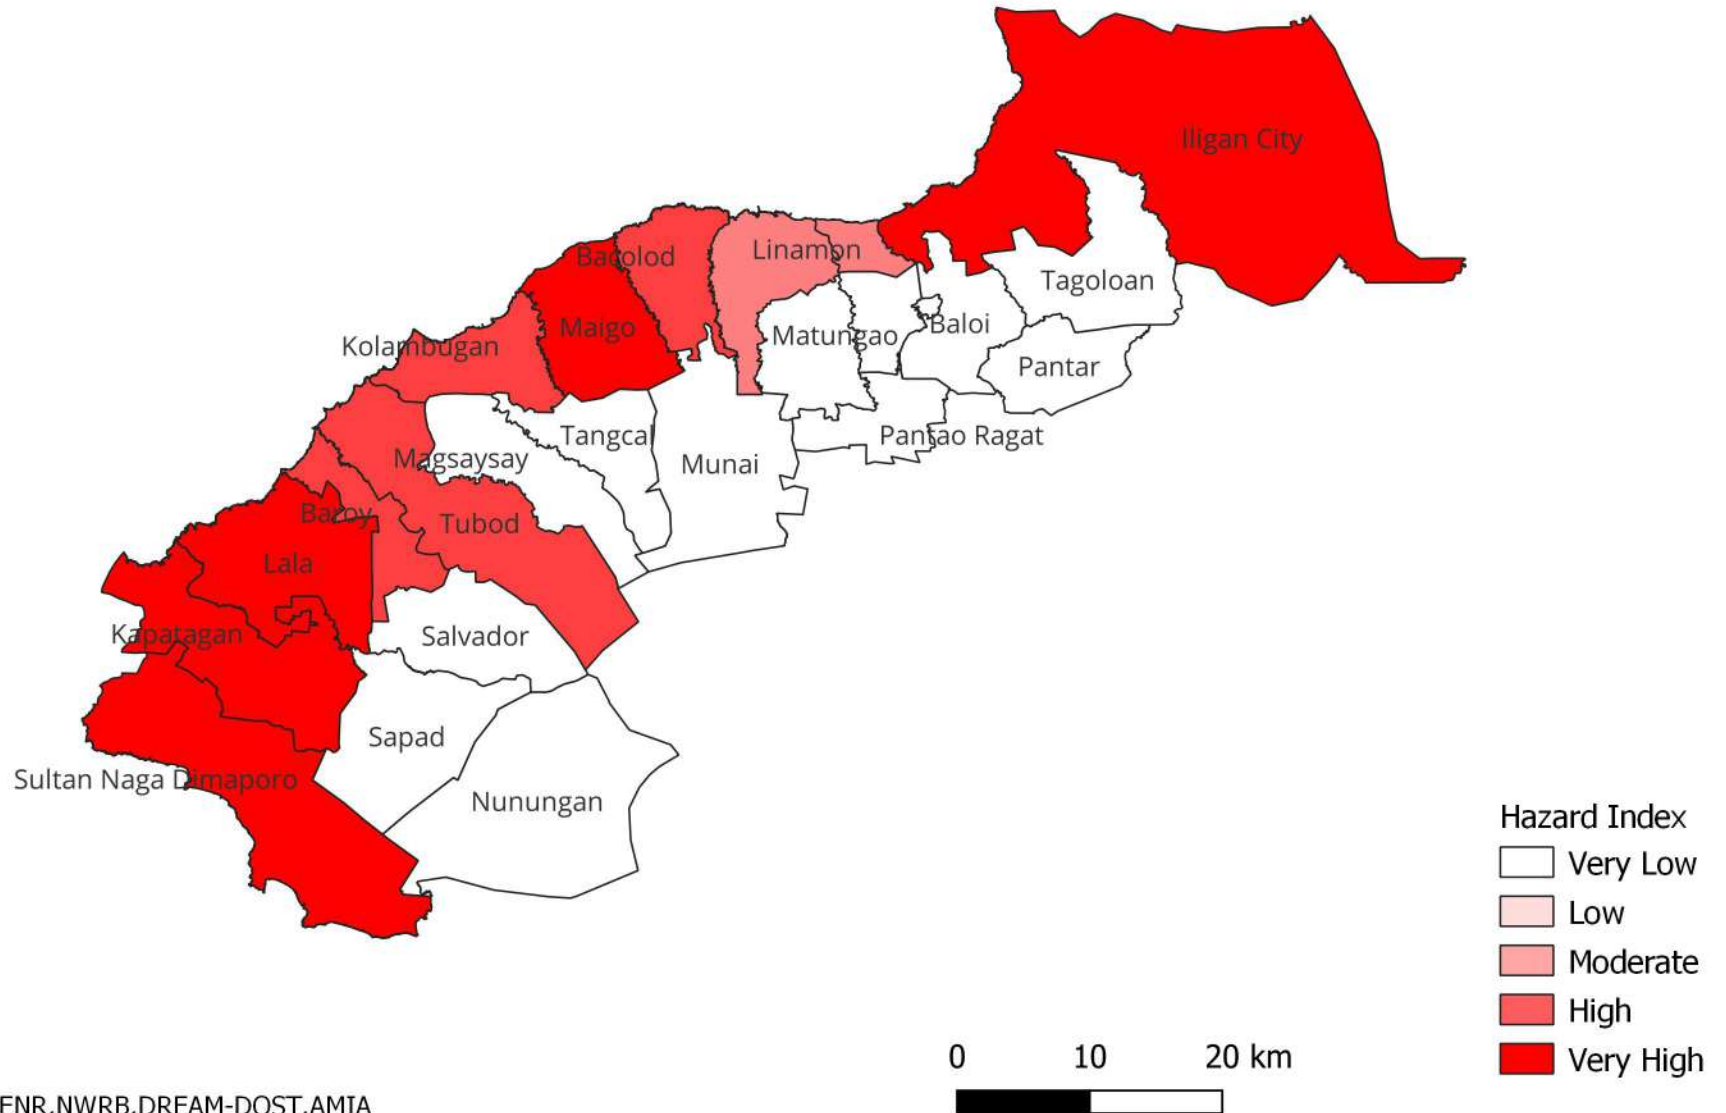 Iligan City
Linamon
Bacolod
Tagoloan
Maigo
Matungao
Baloi
Kolambugan
Pantar
Tangcal
Pantao Ragat
Magsaysay
Munai
Baroy
Tubod
Lala
Kapatagan
Salvador
Sapad
Sultan Naga Dimaporo
Nunungan
Hazard Index
Very Low
Low
Moderate
High
Very High
0 10 20 km
ENR,NWRB,DREAM-DOST,AMIA